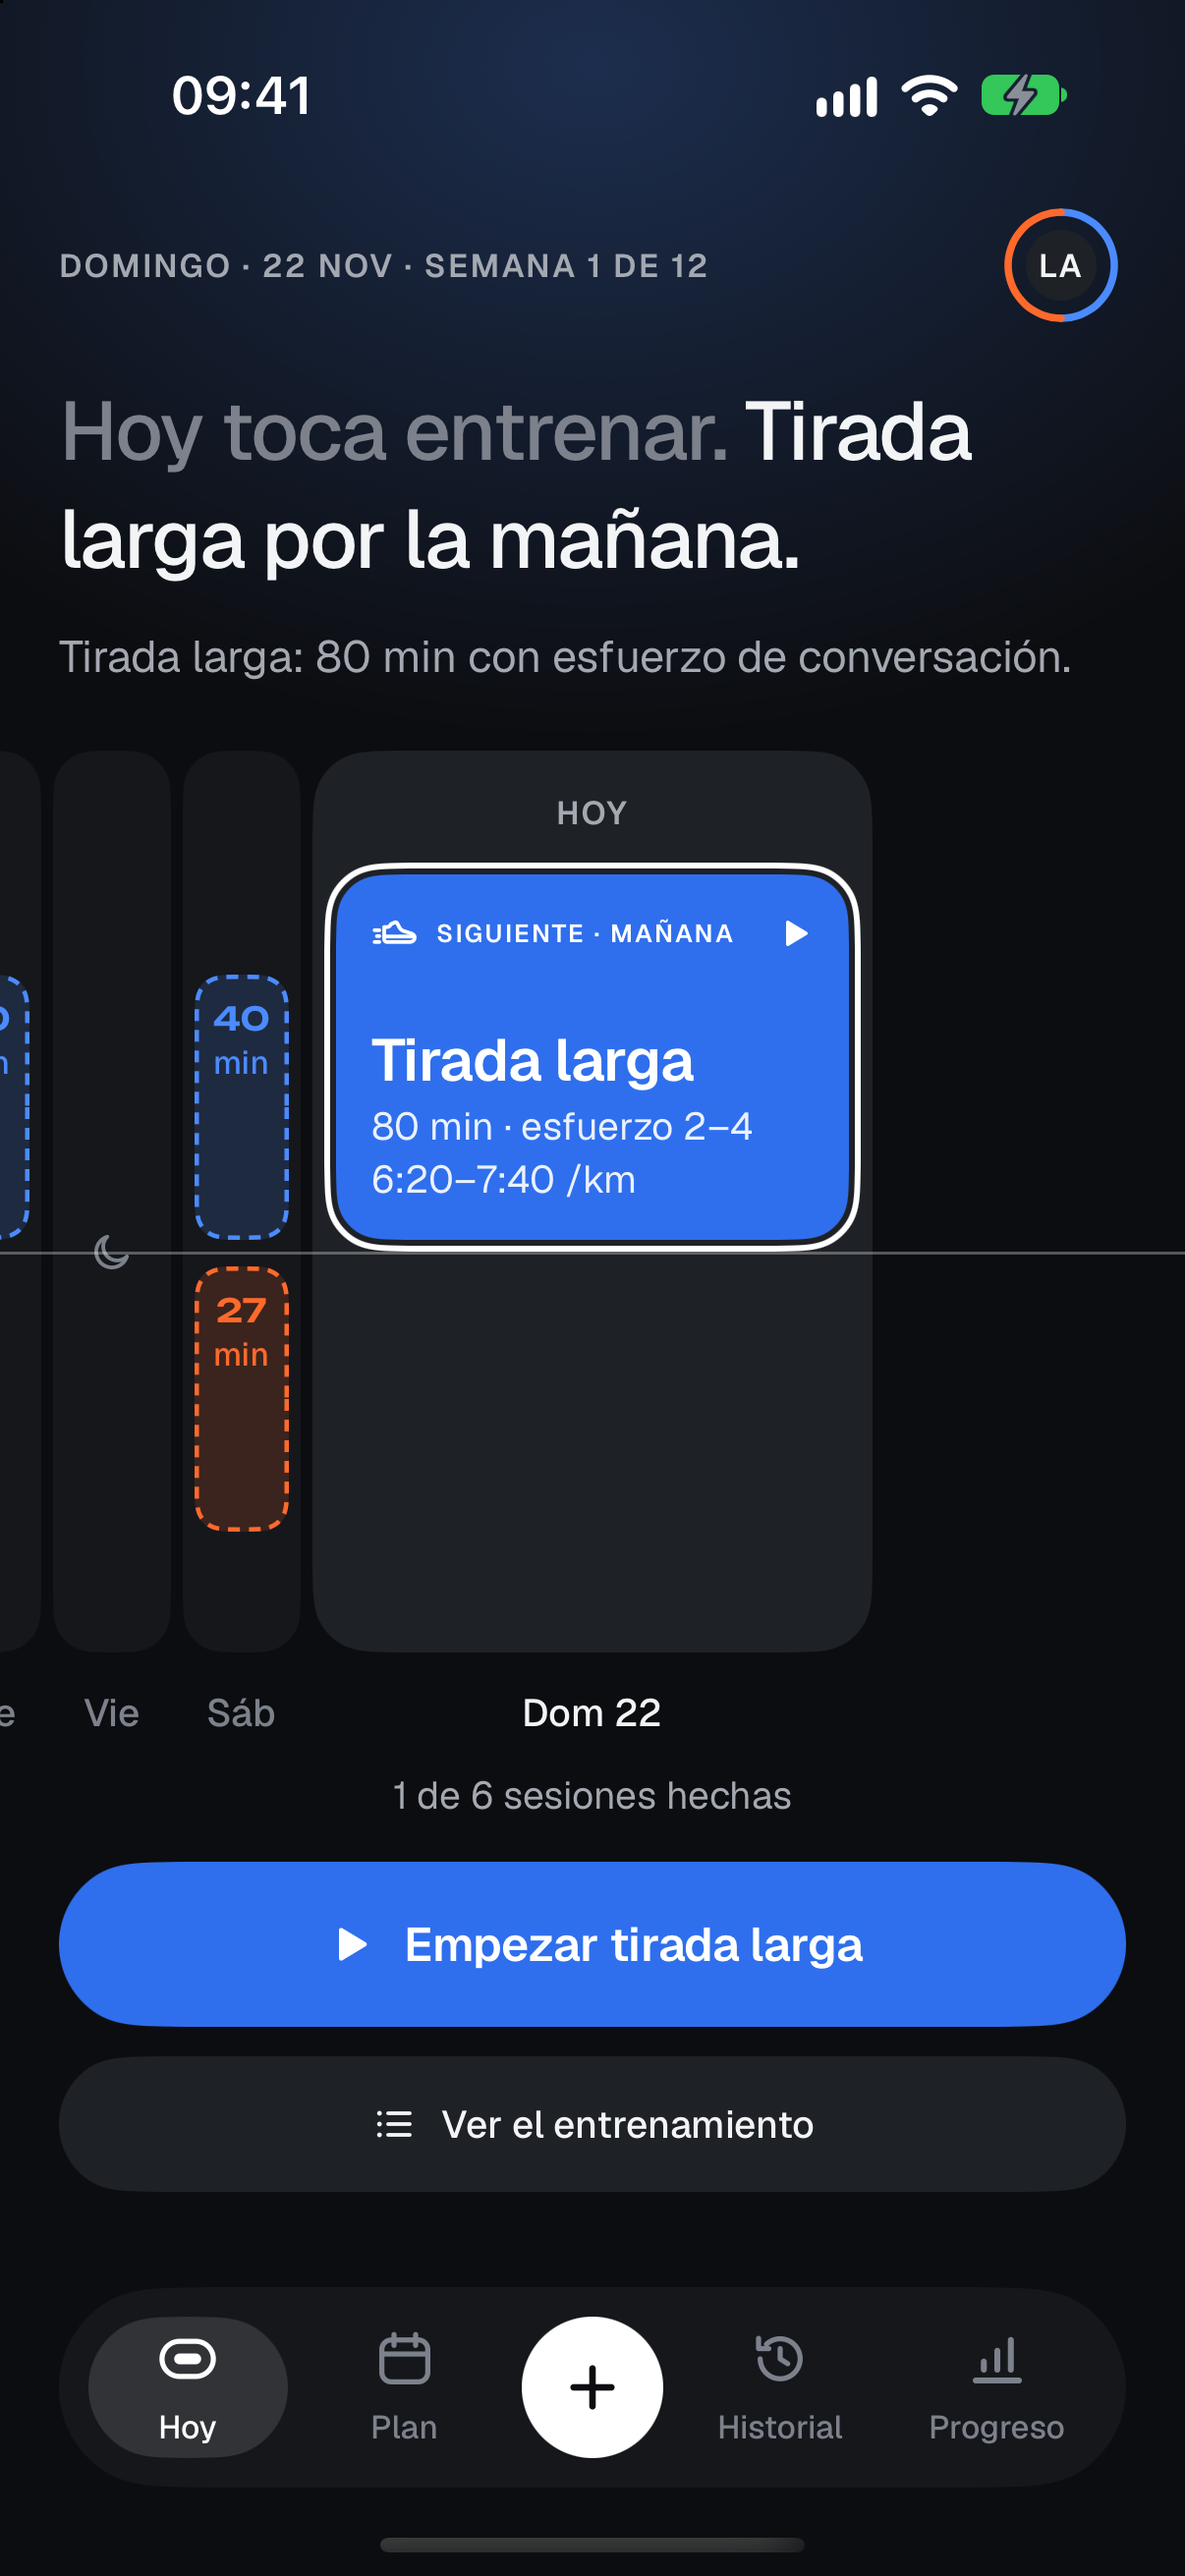 09:41
DOMINGO · 22 NOV · SEMANA 1 DE 12
LA
Hoy toca entrenar. Tirada
larga por la mañana.
Tirada larga: 80 min con esfuerzo de conversación.
HOY
SIGUIENTE · MAÑANA
Tirada larga
80 min · esfuerzo 2–4
6:20–7:40 /km
40
min
27
min
Vie
Sáb
Dom 22
1 de 6 sesiones hechas
Empezar tirada larga
Ver el entrenamiento
Hoy
Plan
Historial
Progreso